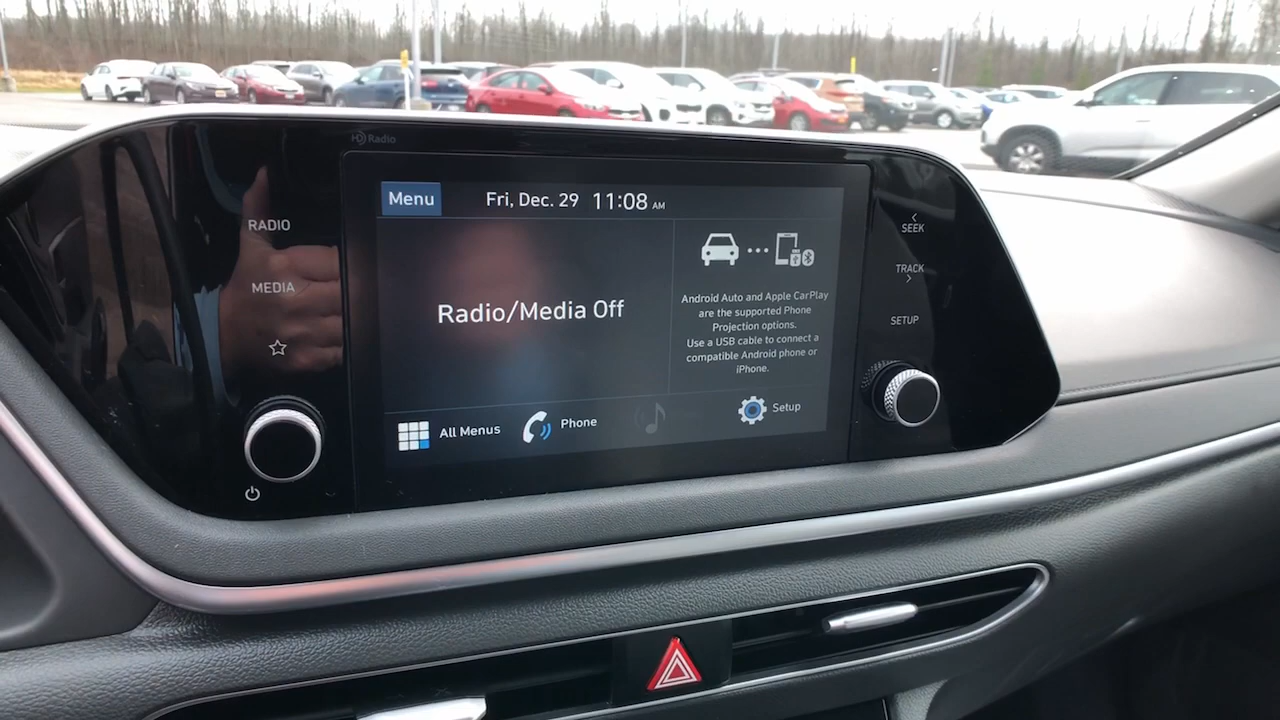 HD Radio
RADIO
MEDIA
Menu
Fri, Dec. 29 11:08 AM
Radio/Media Off
Android Auto and Apple CarPlay
are the supported Phone
Projection options.
Use a USB cable to connect a
compatible Android phone or
iPhone.
All Menus
Phone
Setup
SEEK
TRACK
SETUP